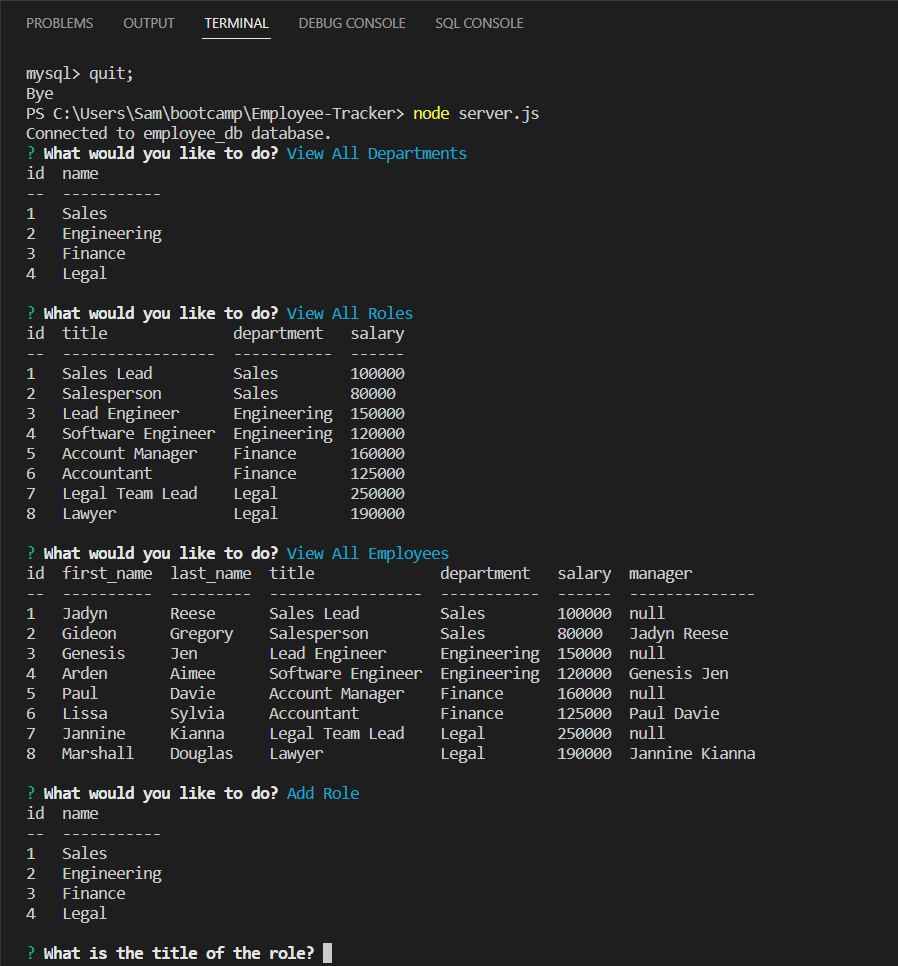 PROBLEMS OUTPUT TERMINAL DEBUG CONSOLE SQL CONSOLE
mysql> quit;
Bye
PS C:\Users\Sam\bootcamp\Employee-Tracker> node server.js
Connected to employee_db database.
? What would you like to do? View All Departments
id  name
--  -----------
1   Sales
2   Engineering
3   Finance
4   Legal
? What would you like to do? View All Roles
id  title              department   salary
--  -----------------  -----------  ------
1   Sales Lead         Sales        100000
2   Salesperson        Sales        80000
3   Lead Engineer      Engineering  150000
4   Software Engineer  Engineering  120000
5   Account Manager    Finance      160000
6   Accountant         Finance      125000
7   Legal Team Lead    Legal        250000
8   Lawyer             Legal        190000
? What would you like to do? View All Employees
id  first_name  last_name  title              department   salary  manager
--  ----------  ---------  -----------------  -----------  ------  --------------
1   Jadyn       Reese      Sales Lead         Sales        100000  null
2   Gideon      Gregory    Salesperson        Sales        80000   Jadyn Reese
3   Genesis     Jen        Lead Engineer      Engineering  150000  null
4   Arden       Aimee      Software Engineer  Engineering  120000  Genesis Jen
5   Paul        Davie      Account Manager    Finance      160000  null
6   Lissa       Sylvia     Accountant         Finance      125000  Paul Davie
7   Jannine     Kianna     Legal Team Lead    Legal        250000  null
8   Marshall    Douglas    Lawyer             Legal        190000  Jannine Kianna
? What would you like to do? Add Role
id  name
--  -----------
1   Sales
2   Engineering
3   Finance
4   Legal
? What is the title of the role?